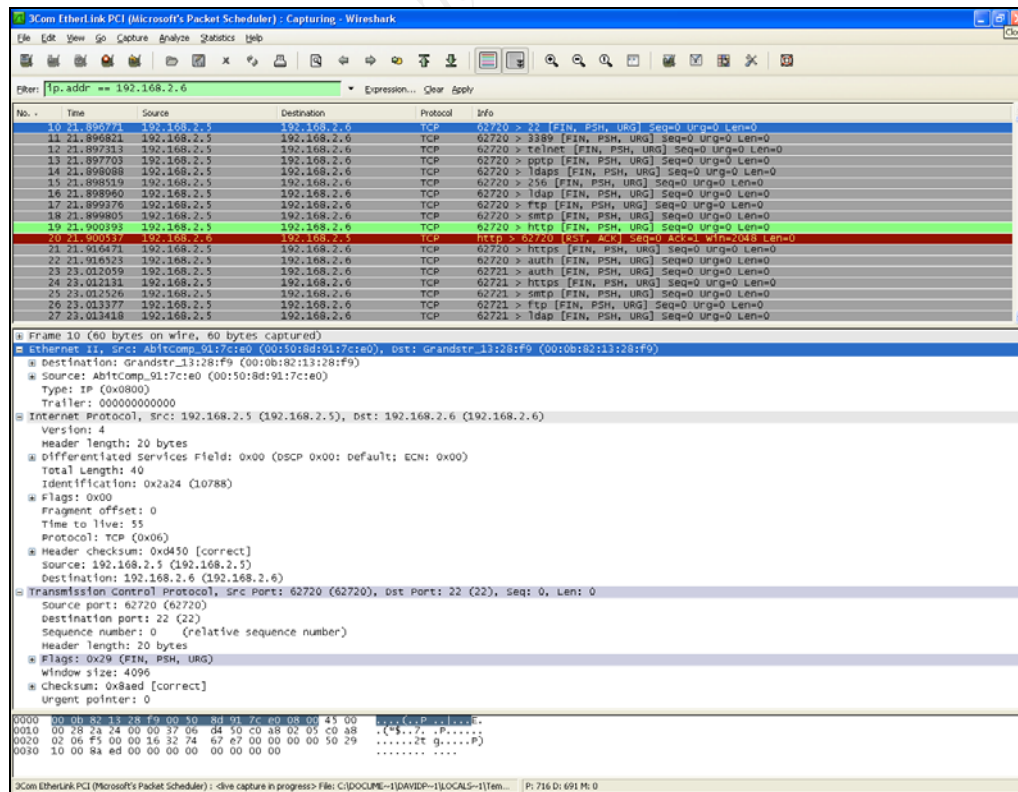 3Com EtherLink PCI (Microsoft's Packet Scheduler) : Capturing - Wireshark
File Edit View Go Capture Analyze Statistics Help
Clo
Filter: ip.addr == 192.168.2.6 Expression... Clear Apply
No. . Time Source Destination Protocol Info
10 21.896771 192.168.2.5 192.168.2.6 TCP 62720 > 22 [FIN, PSH, URG] Seq=0 Urg=0 Len=0
11 21.896821 192.168.2.5 192.168.2.6 TCP 62720 > 3389 [FIN, PSH, URG] Seq=0 Urg=0 Len=0
12 21.897313 192.168.2.5 192.168.2.6 TCP 62720 > telnet [FIN, PSH, URG] Seq=0 Urg=0 Len=0
13 21.897703 192.168.2.5 192.168.2.6 TCP 62720 > pptp [FIN, PSH, URG] Seq=0 Urg=0 Len=0
14 21.898088 192.168.2.5 192.168.2.6 TCP 62720 > ldaps [FIN, PSH, URG] Seq=0 Urg=0 Len=0
15 21.898519 192.168.2.5 192.168.2.6 TCP 62720 > 256 [FIN, PSH, URG] Seq=0 Urg=0 Len=0
16 21.898960 192.168.2.5 192.168.2.6 TCP 62720 > ldap [FIN, PSH, URG] Seq=0 Urg=0 Len=0
17 21.899376 192.168.2.5 192.168.2.6 TCP 62720 > ftp [FIN, PSH, URG] Seq=0 Urg=0 Len=0
18 21.899805 192.168.2.5 192.168.2.6 TCP 62720 > smtp [FIN, PSH, URG] Seq=0 Urg=0 Len=0
19 21.900393 192.168.2.5 192.168.2.6 TCP 62720 > http [FIN, PSH, URG] Seq=0 Urg=0 Len=0
20 21.900537 192.168.2.6 192.168.2.5 TCP http > 62720 [RST, ACK] Seq=0 Ack=1 Win=2048 Len=0
21 21.916471 192.168.2.5 192.168.2.6 TCP 62720 > https [FIN, PSH, URG] Seq=0 Urg=0 Len=0
22 21.916523 192.168.2.5 192.168.2.6 TCP 62720 > auth [FIN, PSH, URG] Seq=0 Urg=0 Len=0
23 23.012059 192.168.2.5 192.168.2.6 TCP 62721 > auth [FIN, PSH, URG] Seq=0 Urg=0 Len=0
24 23.012131 192.168.2.5 192.168.2.6 TCP 62721 > https [FIN, PSH, URG] Seq=0 Urg=0 Len=0
25 23.012526 192.168.2.5 192.168.2.6 TCP 62721 > smtp [FIN, PSH, URG] Seq=0 Urg=0 Len=0
26 23.013377 192.168.2.5 192.168.2.6 TCP 62721 > ftp [FIN, PSH, URG] Seq=0 Urg=0 Len=0
27 23.013418 192.168.2.5 192.168.2.6 TCP 62721 > ldap [FIN, PSH, URG] Seq=0 Urg=0 Len=0
Frame 10 (60 bytes on wire, 60 bytes captured)
Ethernet II, Src: AbitComp_91:7c:e0 (00:50:8d:91:7c:e0), Dst: Grandstr_13:28:f9 (00:0b:82:13:28:f9)
Destination: Grandstr_13:28:f9 (00:0b:82:13:28:f9)
Source: AbitComp_91:7c:e0 (00:50:8d:91:7c:e0)
Type: IP (0x0800)
Trailer: 000000000000
Internet Protocol, Src: 192.168.2.5 (192.168.2.5), Dst: 192.168.2.6 (192.168.2.6)
Version: 4
Header length: 20 bytes
Differentiated Services Field: 0x00 (DSCP 0x00: Default; ECN: 0x00)
Total Length: 40
Identification: 0x2a24 (10788)
Flags: 0x00
Fragment offset: 0
Time to live: 55
Protocol: TCP (0x06)
Header checksum: 0xd450 [correct]
Source: 192.168.2.5 (192.168.2.5)
Destination: 192.168.2.6 (192.168.2.6)
Transmission Control Protocol, Src Port: 62720 (62720), Dst Port: 22 (22), Seq: 0, Len: 0
Source port: 62720 (62720)
Destination port: 22 (22)
Sequence number: 0 (relative sequence number)
Header length: 20 bytes
Flags: 0x29 (FIN, PSH, URG)
Window size: 4096
Checksum: 0x8aed [correct]
Urgent pointer: 0
0000 00 0b 82 13 28 f9 00 50 8d 91 7c e0 08 00 45 00 ....(..P ..|...E.
0010 00 28 2a 24 00 00 37 06 d4 50 c0 a8 02 05 c0 a8 .(*$..7. .P......
0020 02 06 f5 00 00 16 32 74 67 e7 00 00 00 00 50 29 ......2t g.....P)
0030 10 00 8a ed 00 00 00 00 00 00 00 00 ........ ....
3Com EtherLink PCI (Microsoft's Packet Scheduler) : <live capture in progress> File: C:\DOCUME~1\DAVIDP~1\LOCALS~1\Tem... P: 716 D: 691 M: 0